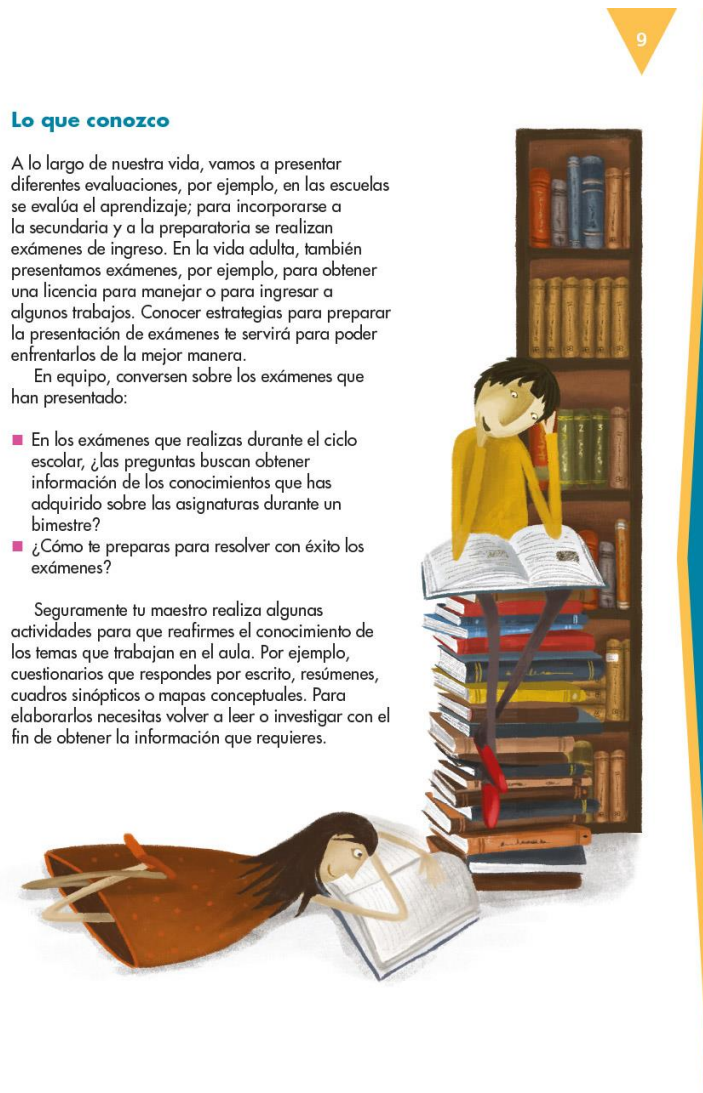 9
Lo que conozco
A lo largo de nuestra vida, vamos a presentar
diferentes evaluaciones, por ejemplo, en las escuelas
se evalúa el aprendizaje; para incorporarse a
la secundaria y a la preparatoria se realizan
exámenes de ingreso. En la vida adulta, también
presentamos exámenes, por ejemplo, para obtener
una licencia para manejar o para ingresar a
algunos trabajos. Conocer estrategias para preparar
la presentación de exámenes te servirá para poder
enfrentarlos de la mejor manera.
En equipo, conversen sobre los exámenes que
han presentado:
En los exámenes que realizas durante el ciclo
escolar, ¿las preguntas buscan obtener
información de los conocimientos que has
adquirido sobre las asignaturas durante un
bimestre?
¿Cómo te preparas para resolver con éxito los
exámenes?
Seguramente tu maestro realiza algunas
actividades para que reafirmes el conocimiento de
los temas que trabajan en el aula. Por ejemplo,
cuestionarios que respondes por escrito, resúmenes,
cuadros sinópticos o mapas conceptuales. Para
elaborarlos necesitas volver a leer o investigar con el
fin de obtener la información que requieres.